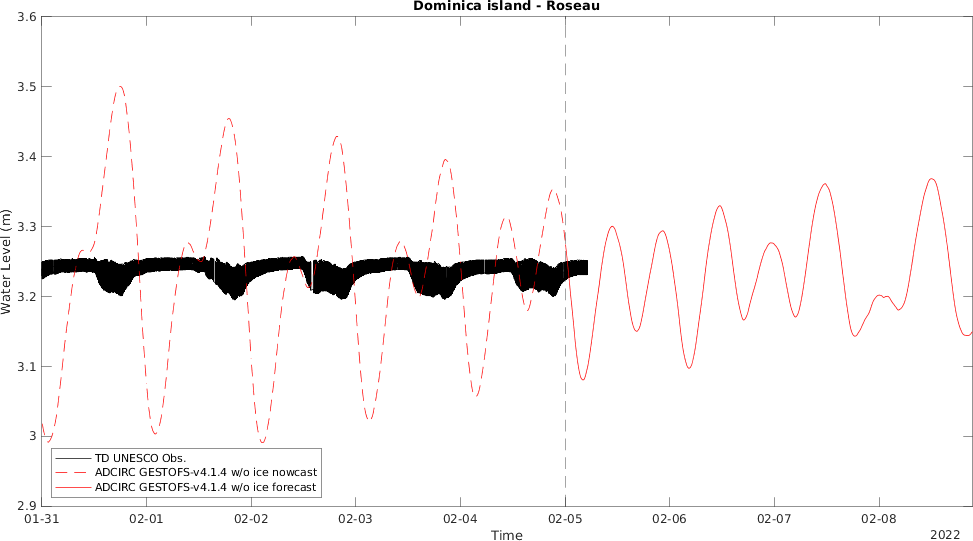 Dominica island - Roseau
3.6
3.5
3.4
3.3
3.2
3.1
3
2.9
Water Level (m)
TD UNESCO Obs.
ADCIRC GESTOFS-v4.1.4 w/o ice nowcast
ADCIRC GESTOFS-v4.1.4 w/o ice forecast
01-31 02-01 02-02 02-03 02-04 02-05 02-06 02-07 02-08
Time
2022